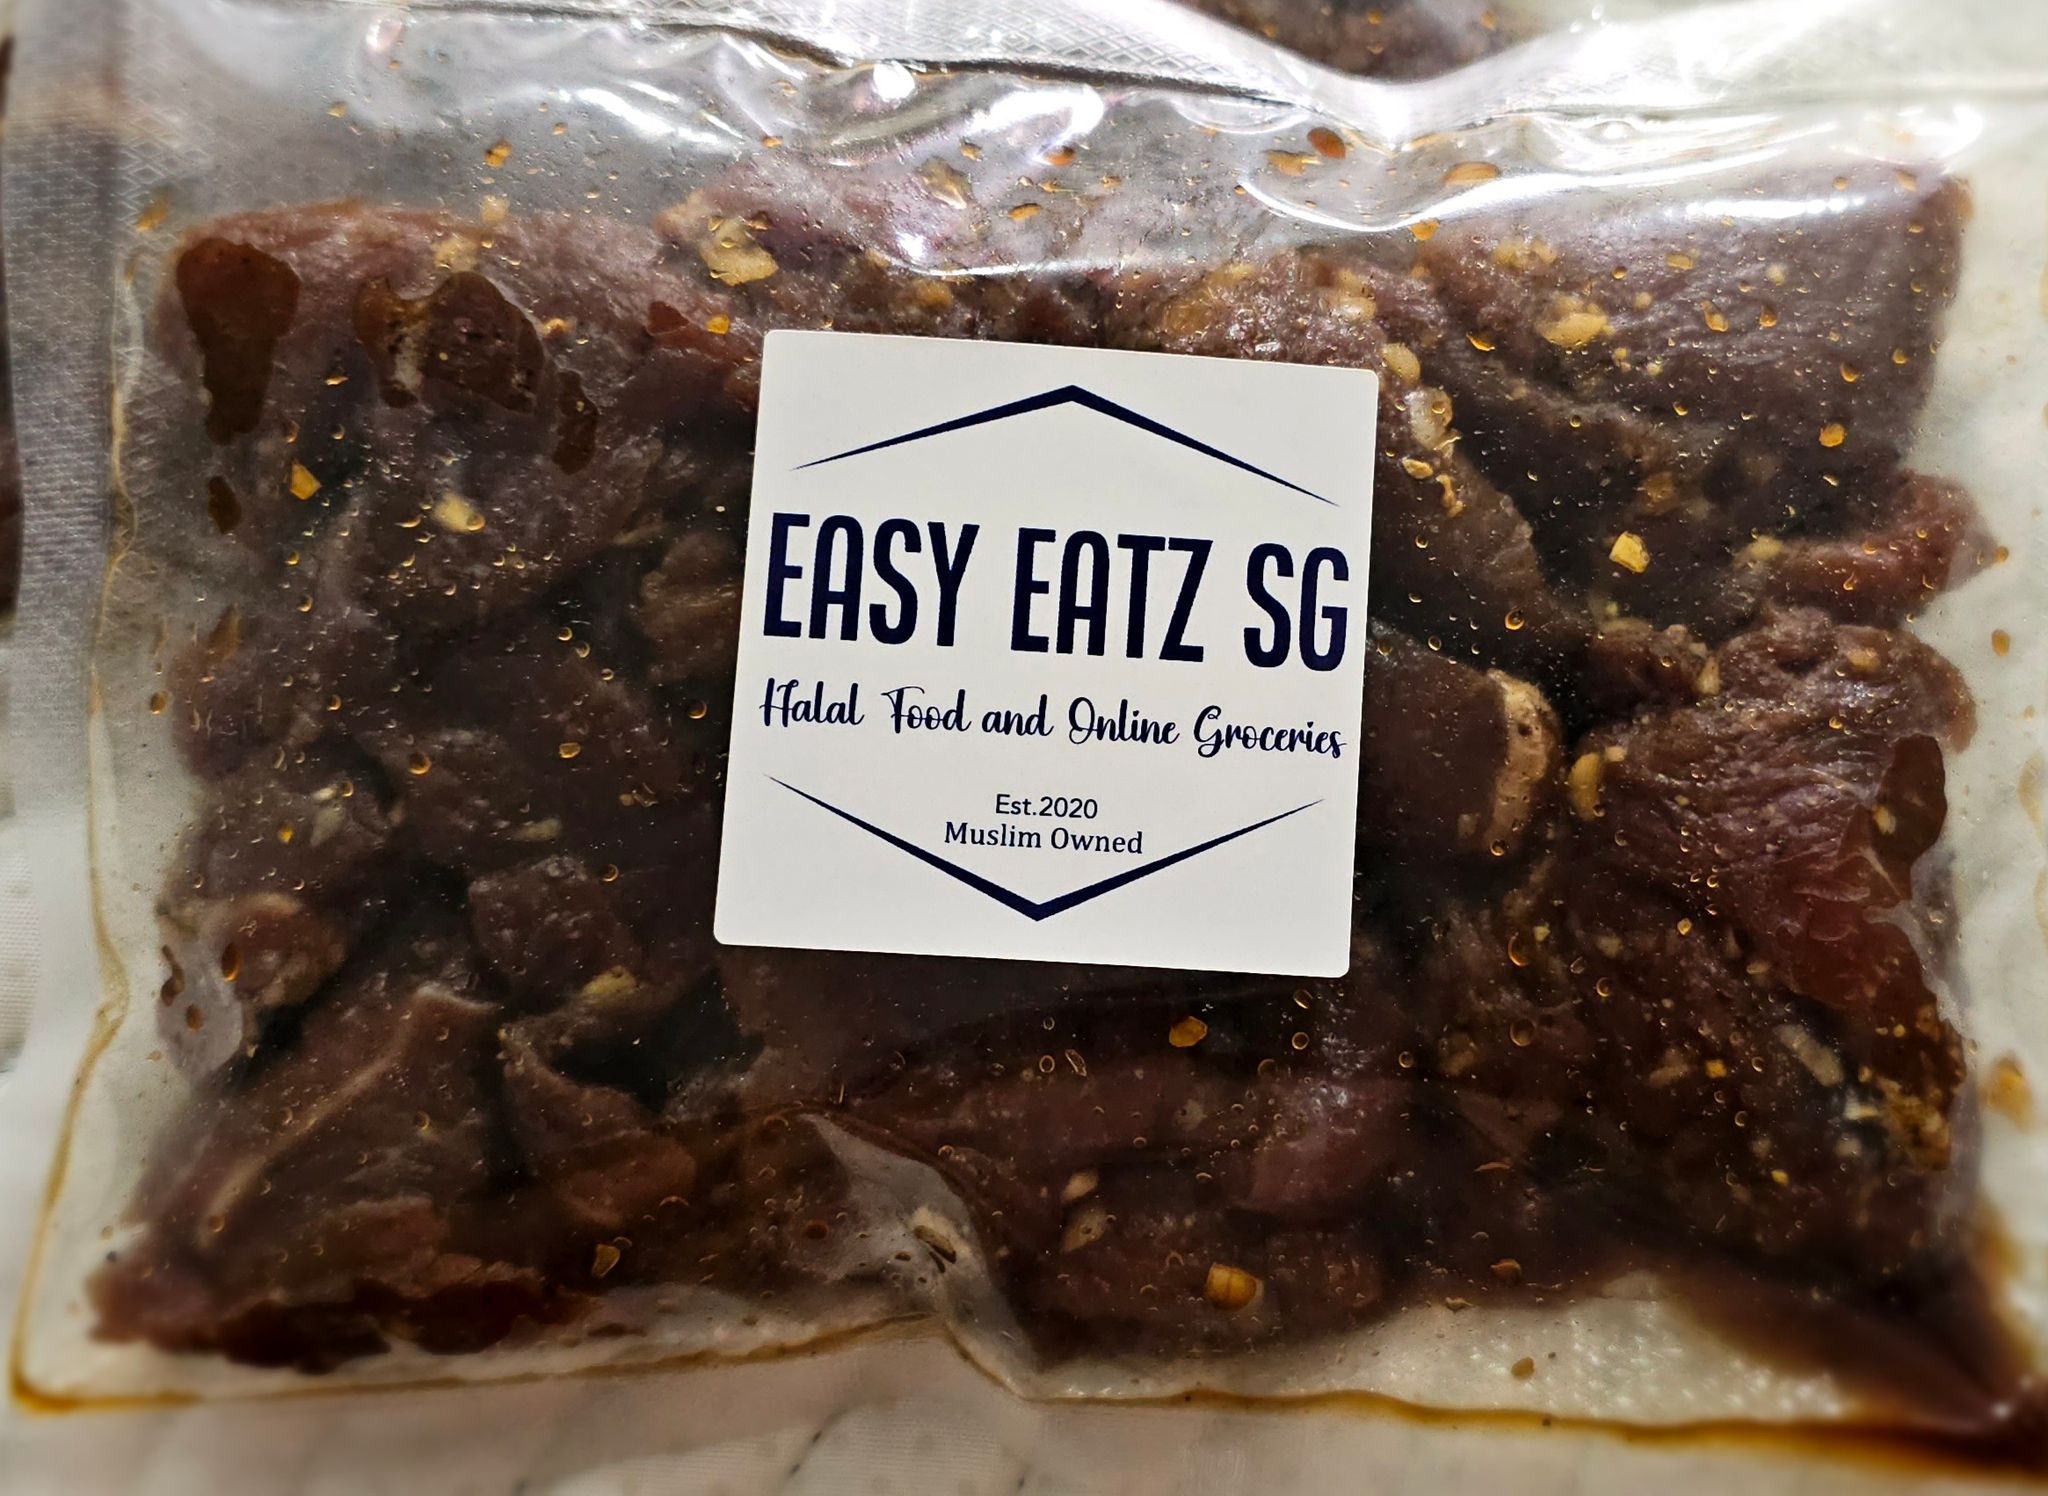 EASY EATZ SG
Halal Food and Online Groceries
Est.2020
Muslim Owned